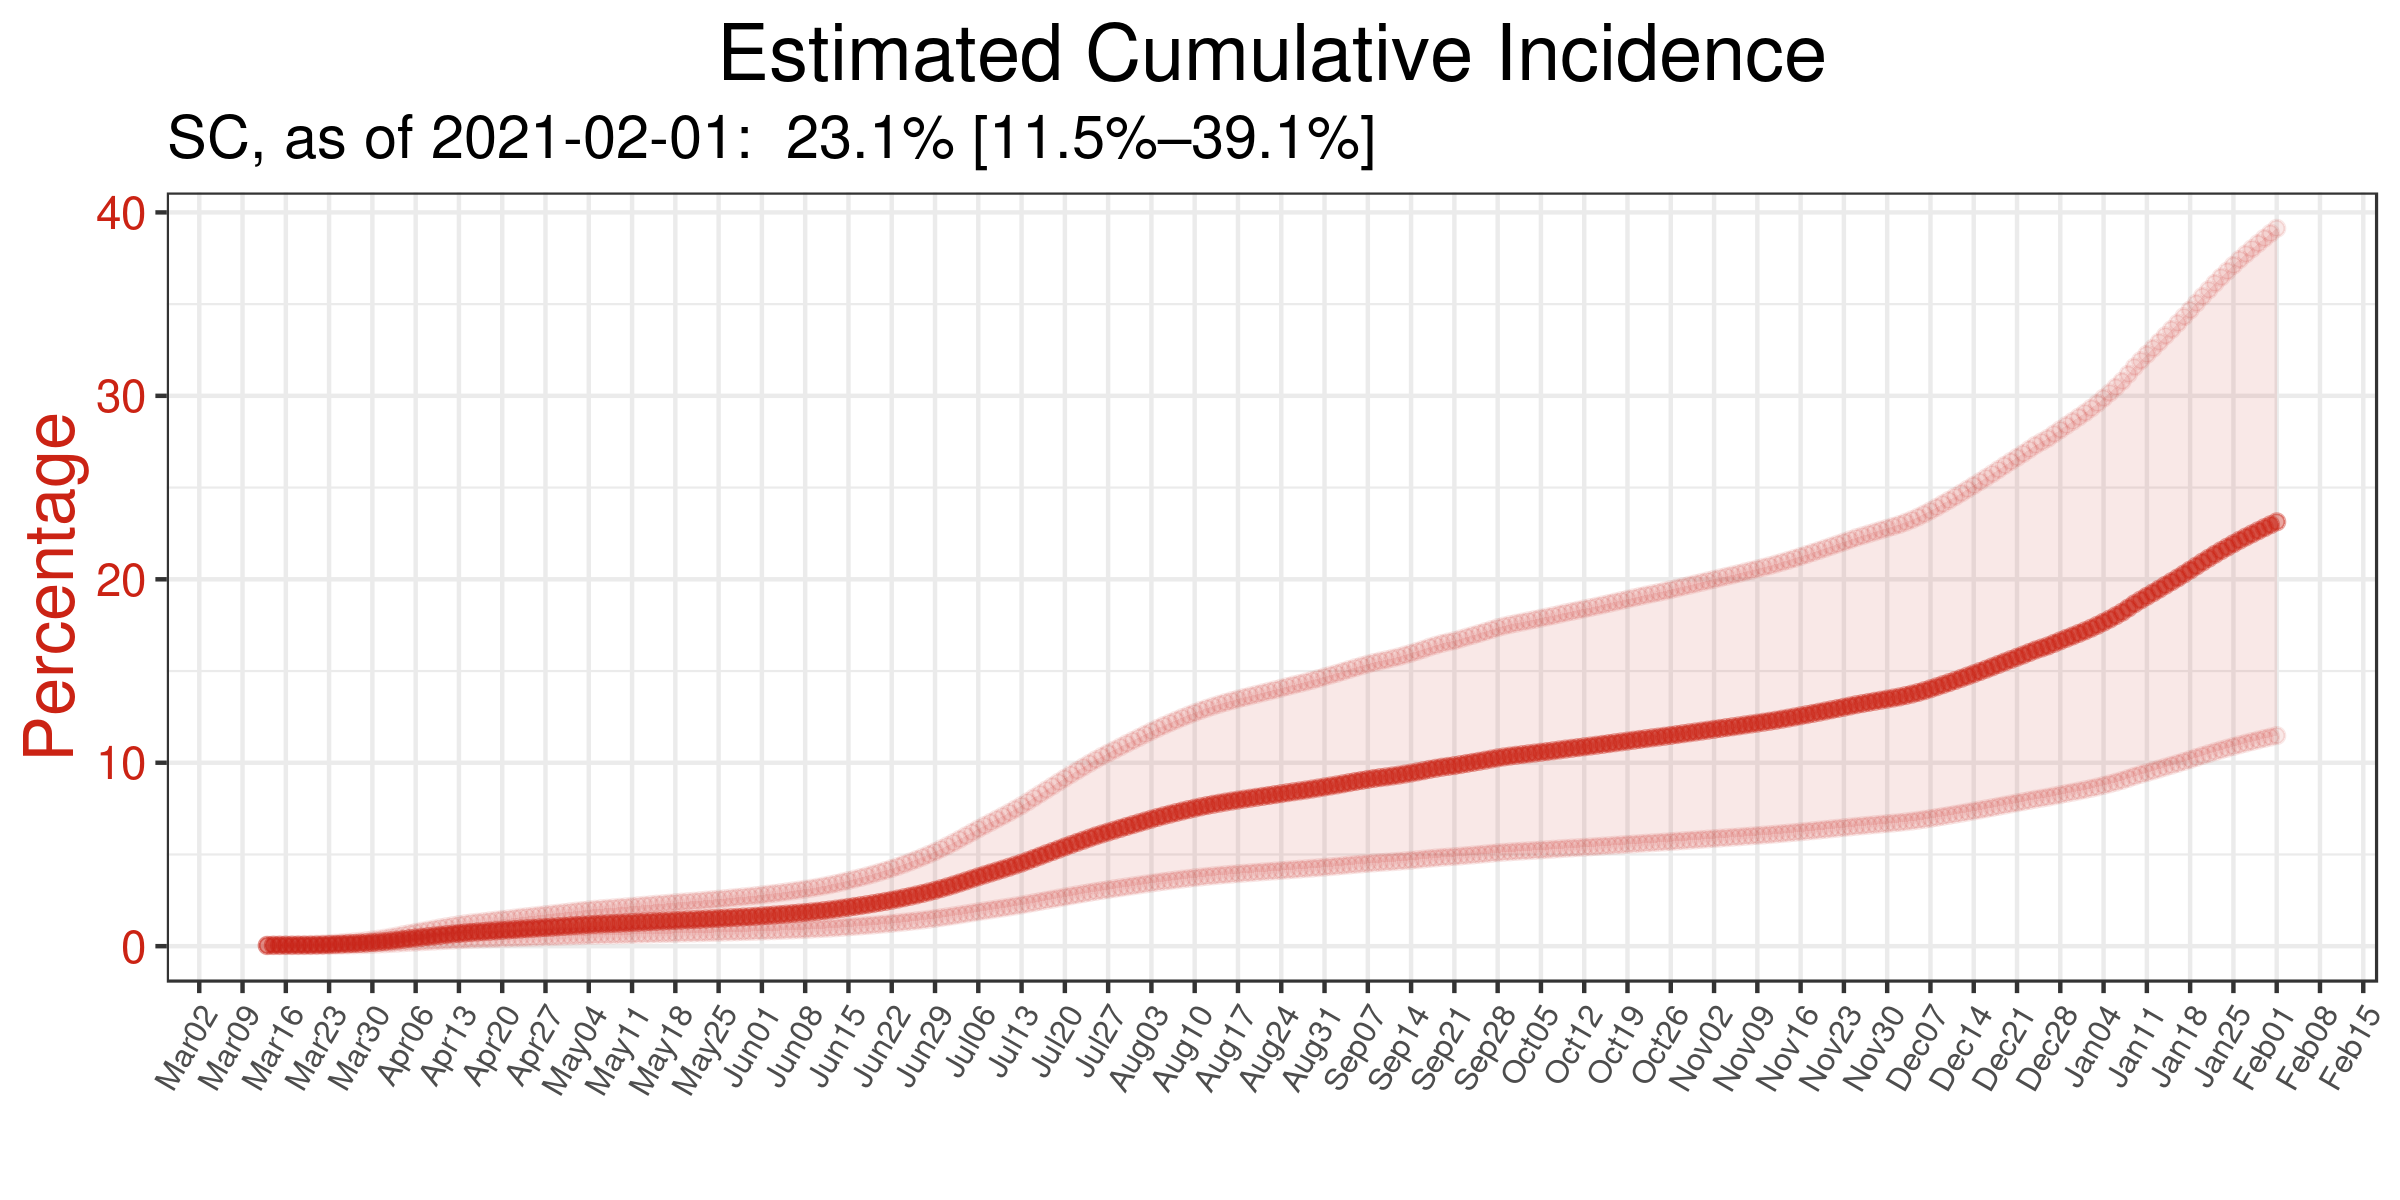 Estimated Cumulative Incidence
SC, as of 2021-02-01:  23.1% [11.5%–39.1%]
Percentage
40
30
20
10
0
Mar02 Mar09 Mar16 Mar23 Mar30 Apr06 Apr13 Apr20 Apr27 May04 May11 May18 May25 Jun01 Jun08 Jun15 Jun22 Jun29 Jul06 Jul13 Jul20 Jul27 Aug03 Aug10 Aug17 Aug24 Aug31 Sep07 Sep14 Sep21 Sep28 Oct05 Oct12 Oct19 Oct26 Nov02 Nov09 Nov16 Nov23 Nov30 Dec07 Dec14 Dec21 Dec28 Jan04 Jan11 Jan18 Jan25 Feb01 Feb08 Feb15